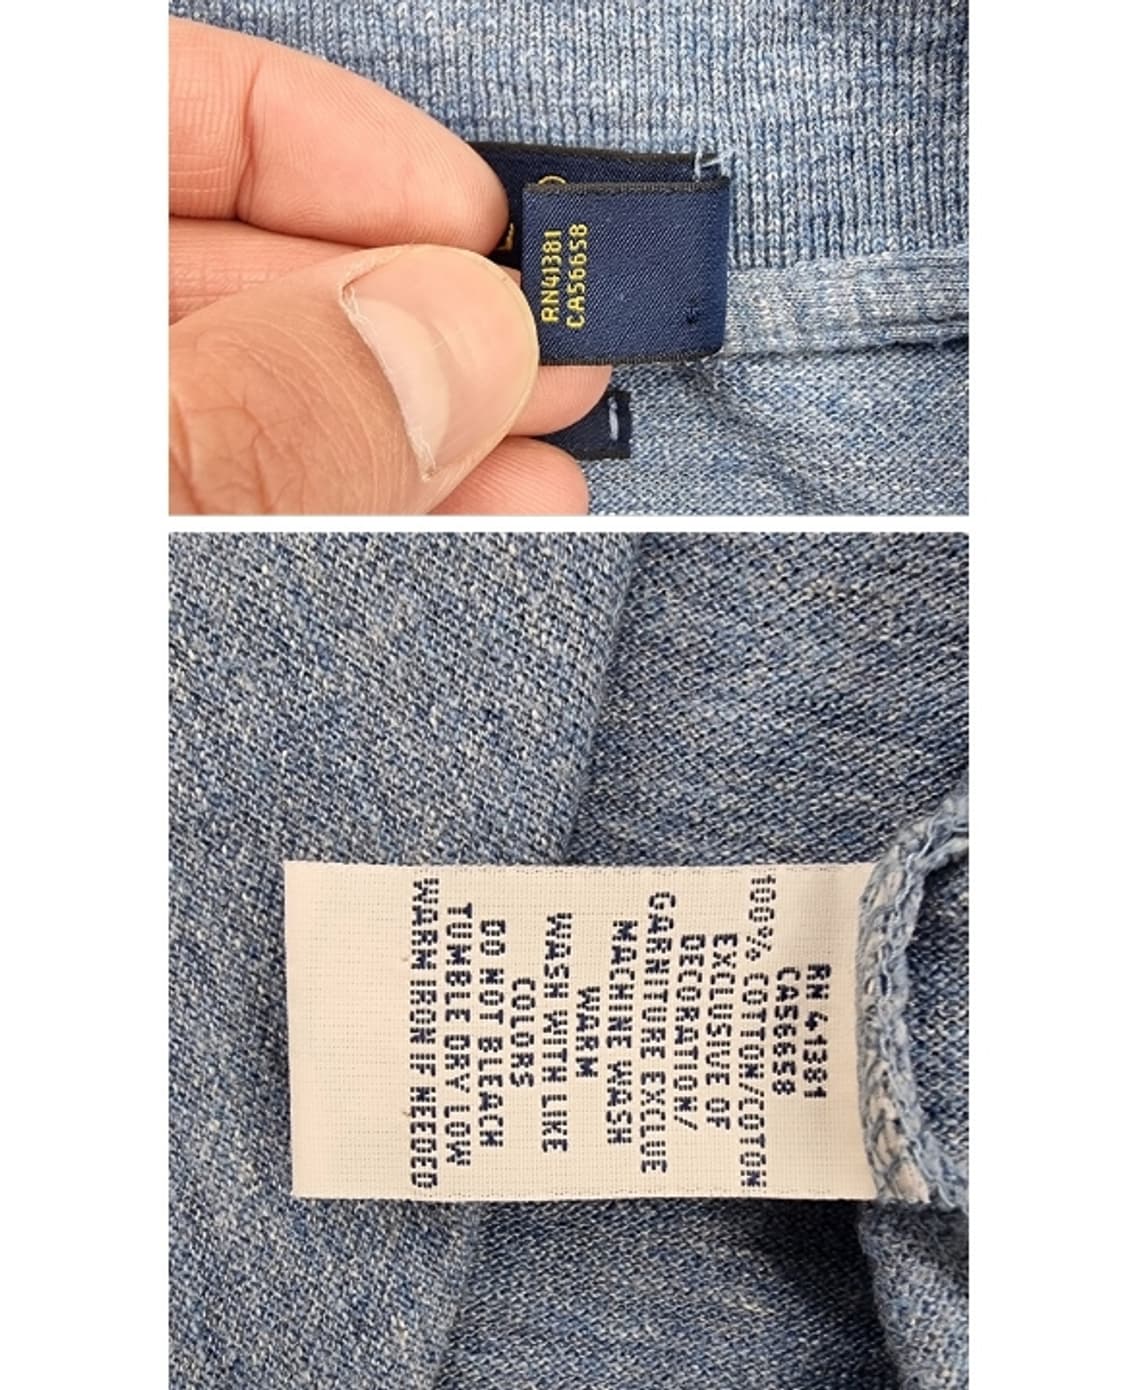 RN41381
CA56658
RN 41381
CA56658
100% COTTON/COTON
EXCLUSIVE OF
DECORATION/
GARNITURE EXCLUE
MACHINE WASH
WARM
WASH WITH LIKE
COLORS
DO NOT BLEACH
TUMBLE DRY LOW
WARM IRON IF NEEDED